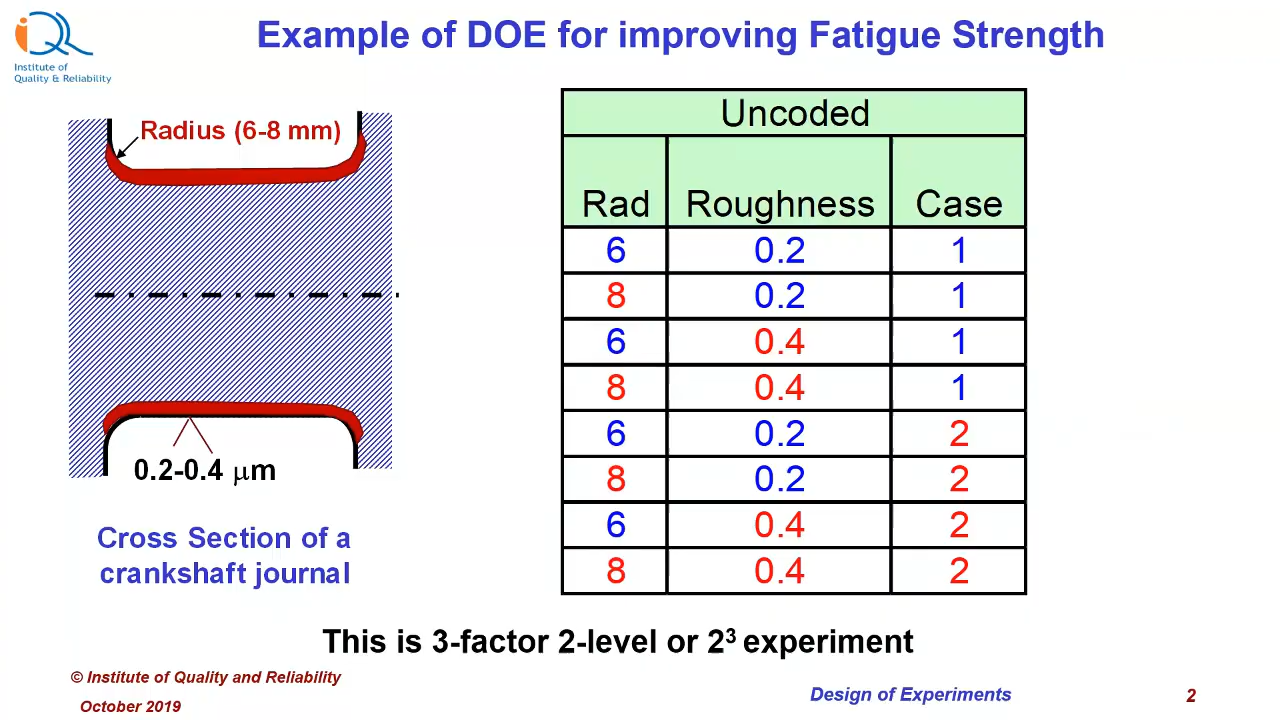 Example of DOE for improving Fatigue Strength
iQR
Institute of
Quality & Reliability
Radius (6-8 mm)
0.2-0.4 μm
Cross Section of a
crankshaft journal
Uncoded
Rad Roughness Case
6 0.2 1
8 0.2 1
6 0.4 1
8 0.4 1
6 0.2 2
8 0.2 2
6 0.4 2
8 0.4 2
This is 3-factor 2-level or 2³ experiment
© Institute of Quality and Reliability
October 2019
Design of Experiments
2